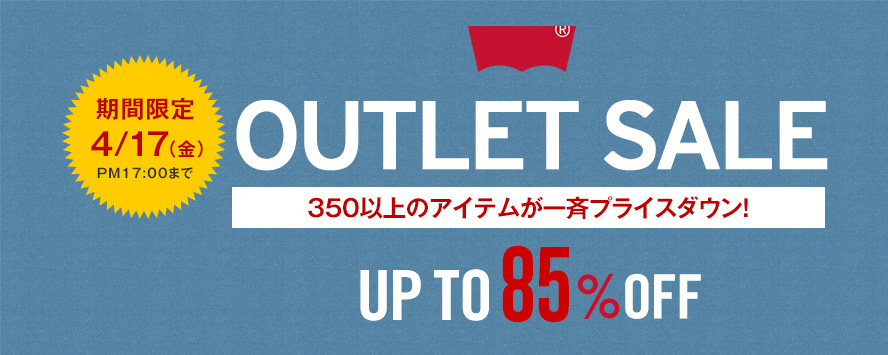 ®
期間限定
4/17(金)
PM17:00まで
OUTLET SALE
350以上のアイテムが一斉プライスダウン!
UP TO 85%OFF